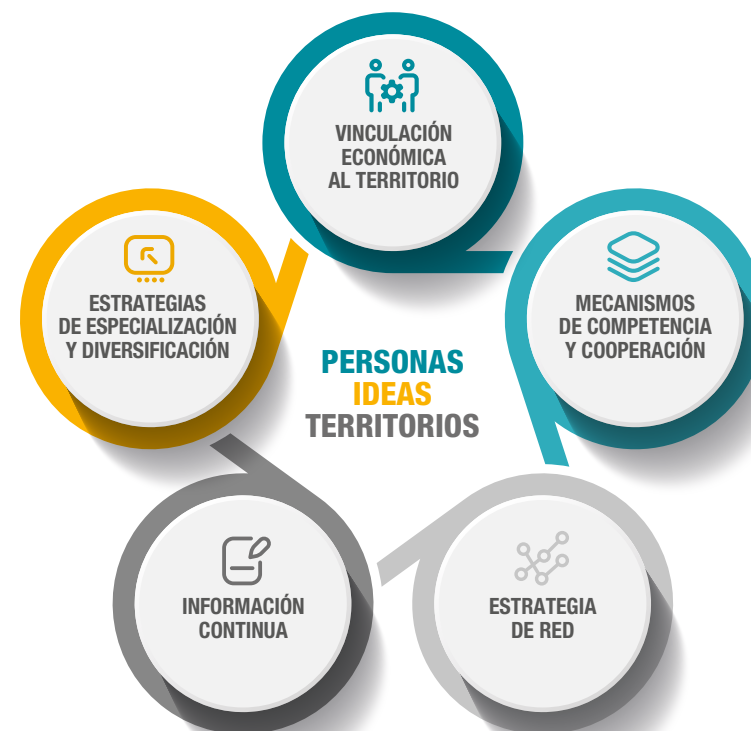 VINCULACIÓN
ECONÓMICA
AL TERRITORIO
ESTRATEGIAS
DE ESPECIALIZACIÓN
Y DIVERSIFICACIÓN
MECANISMOS
DE COMPETENCIA
Y COOPERACIÓN
PERSONAS
IDEAS
TERRITORIOS
INFORMACIÓN
CONTINUA
ESTRATEGIA
DE RED